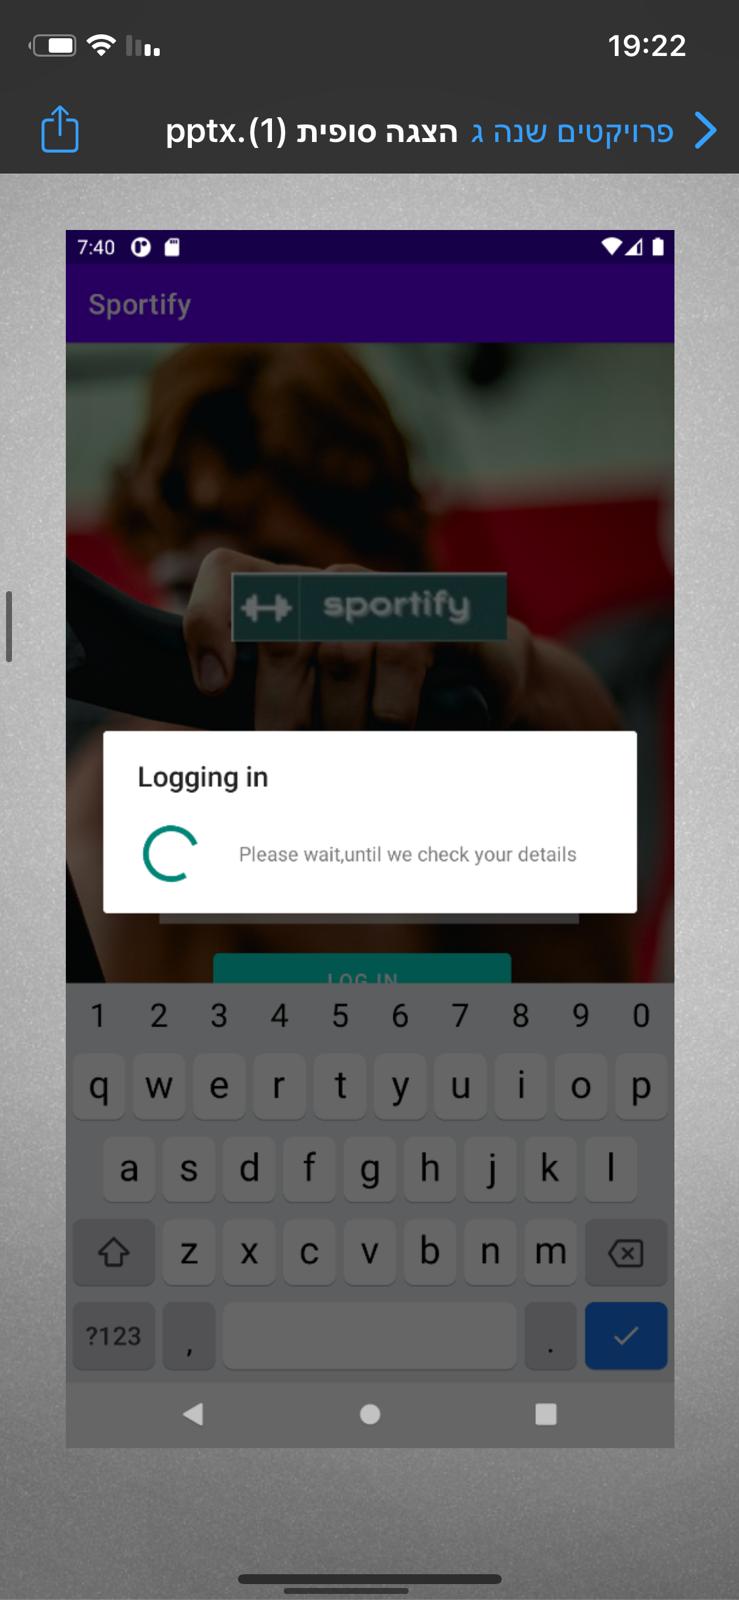 19:22
פרויקטים שנה ג הצגה סופית (1).pptx
7:40
Sportify
sportify
Logging in
Please wait,until we check your details
LOG IN
1 2 3 4 5 6 7 8 9 0
q w e r t y u i o p
a s d f g h j k l
z x c v b n m
?123 , .